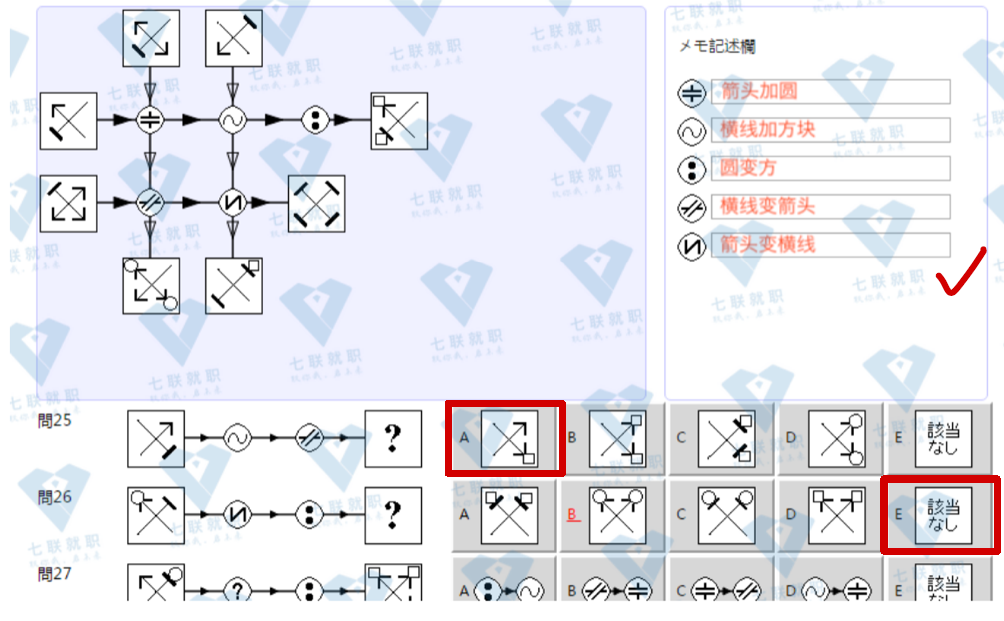 メモ記述欄
箭头加圆
横线加方块
圆变方
横线变箭头
箭头变横线
問25
?
A
B
C
D
E
該当
なし
問26
?
A
B
C
D
E
該当
なし
問27
?
A
B
C
D
E
該当
なし
七联就职